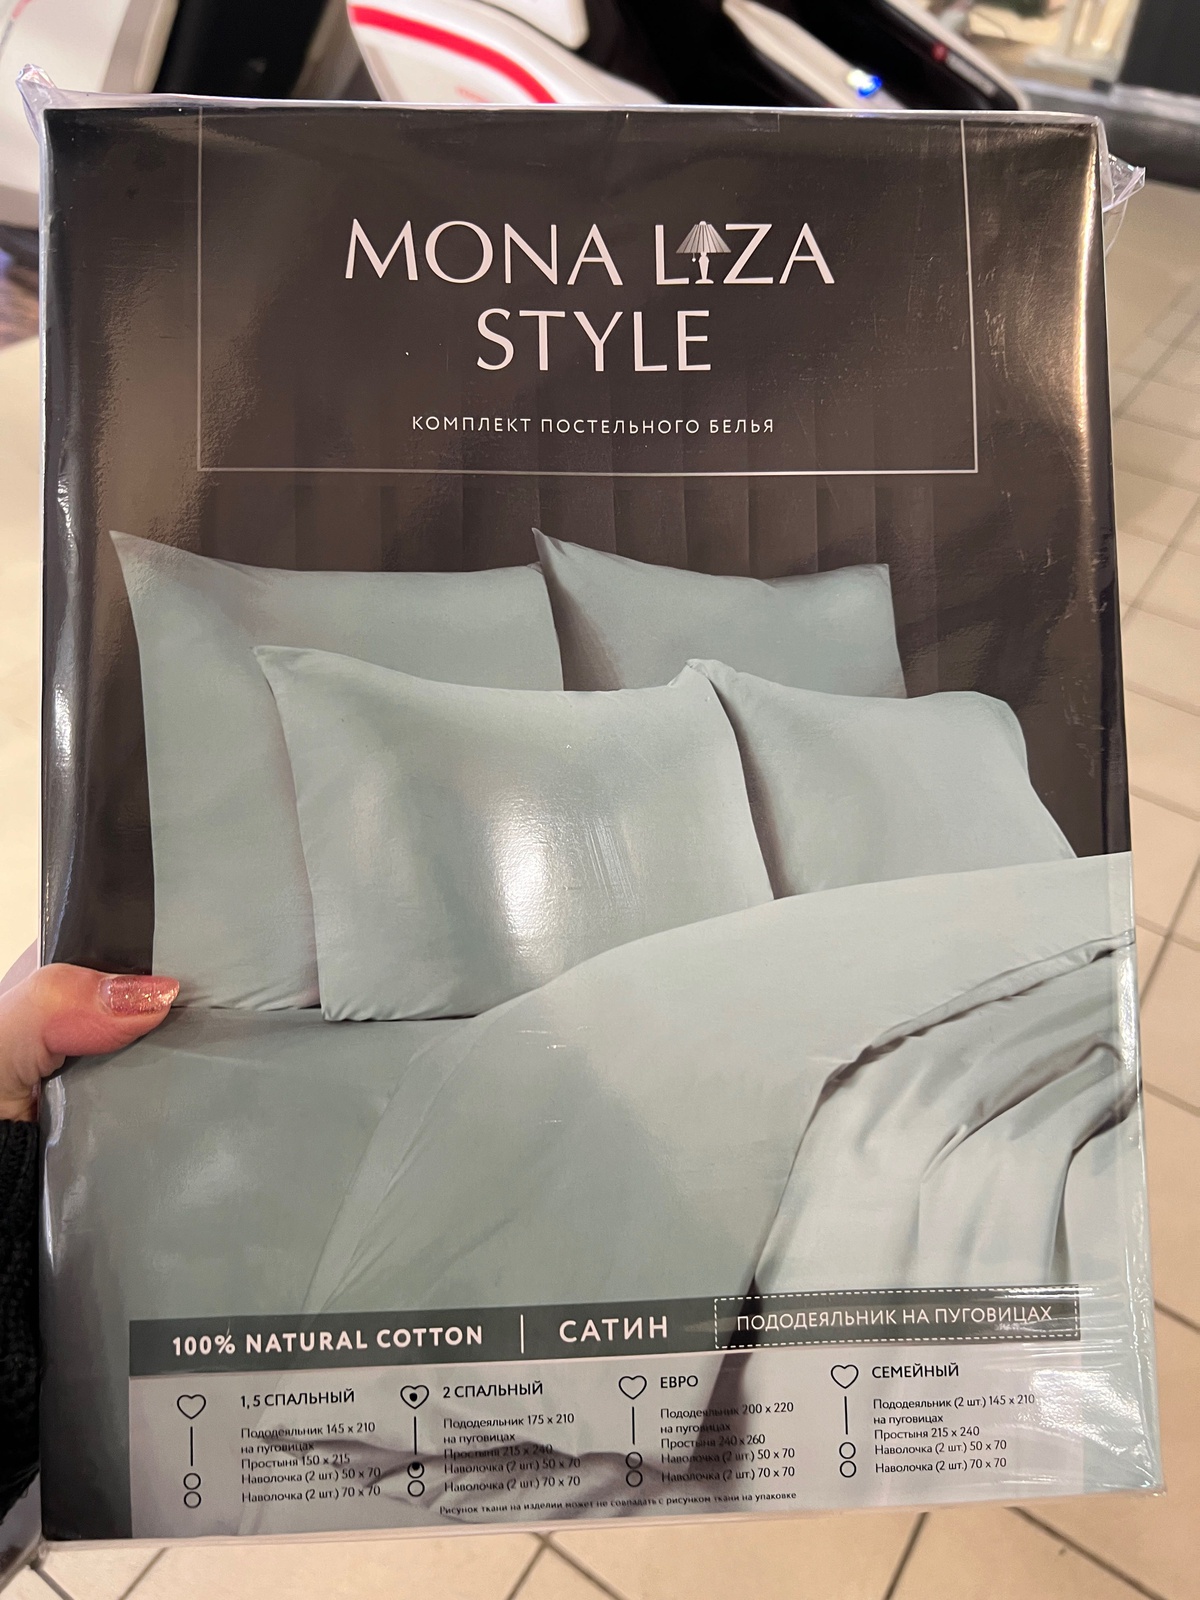 MONA LIZA
STYLE
КОМПЛЕКТ ПОСТЕЛЬНОГО БЕЛЬЯ
100% NATURAL COTTON | САТИН
ПОДОДЕЯЛЬНИК НА ПУГОВИЦАХ
1,5 СПАЛЬНЫЙ
Пододеяльник 145 х 210
на пуговицах
Простыня 150 х 215
Наволочка (2 шт.) 50 х 70
Наволочка (2 шт.) 70 х 70
2 СПАЛЬНЫЙ
Пододеяльник 175 х 210
на пуговицах
Простыня 215 х 240
Наволочка (2 шт.) 50 х 70
Наволочка (2 шт.) 70 х 70
ЕВРО
Пододеяльник 200 х 220
на пуговицах
Простыня 240 х 260
Наволочка (2 шт.) 50 х 70
Наволочка (2 шт.) 70 х 70
СЕМЕЙНЫЙ
Пододеяльник (2 шт.) 145 х 210
на пуговицах
Простыня 215 х 240
Наволочка (2 шт.) 50 х 70
Наволочка (2 шт.) 70 х 70
Рисунок ткани на изделии может не совпадать с рисунком ткани на упаковке